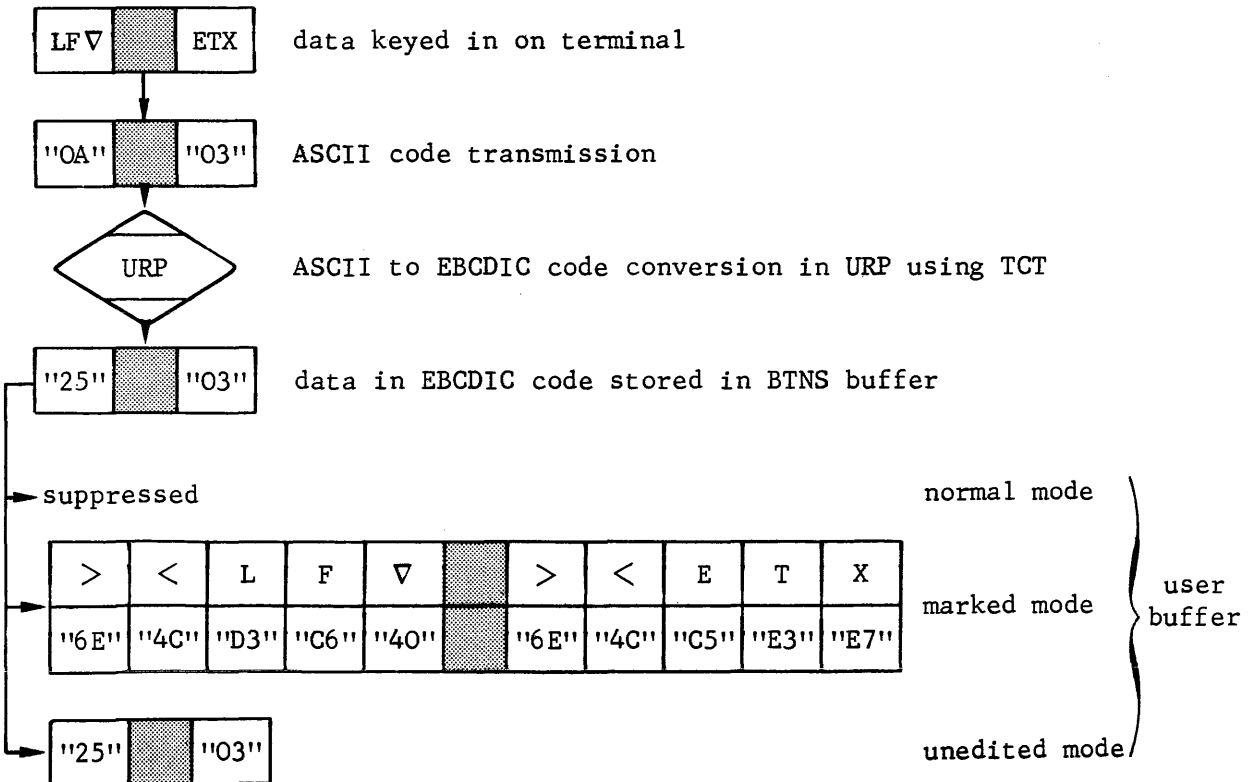 LF∇ ETX data keyed in on terminal
"0A" "03" ASCII code transmission
URP ASCII to EBCDIC code conversion in URP using TCT
"25" "03" data in EBCDIC code stored in BTNS buffer
suppressed normal mode
> < L F ∇ > < E T X
marked mode
"6E" "4C" "D3" "C6" "40" "6E" "4C" "C5" "E3" "E7"
user
buffer
"25" "03" unedited mode